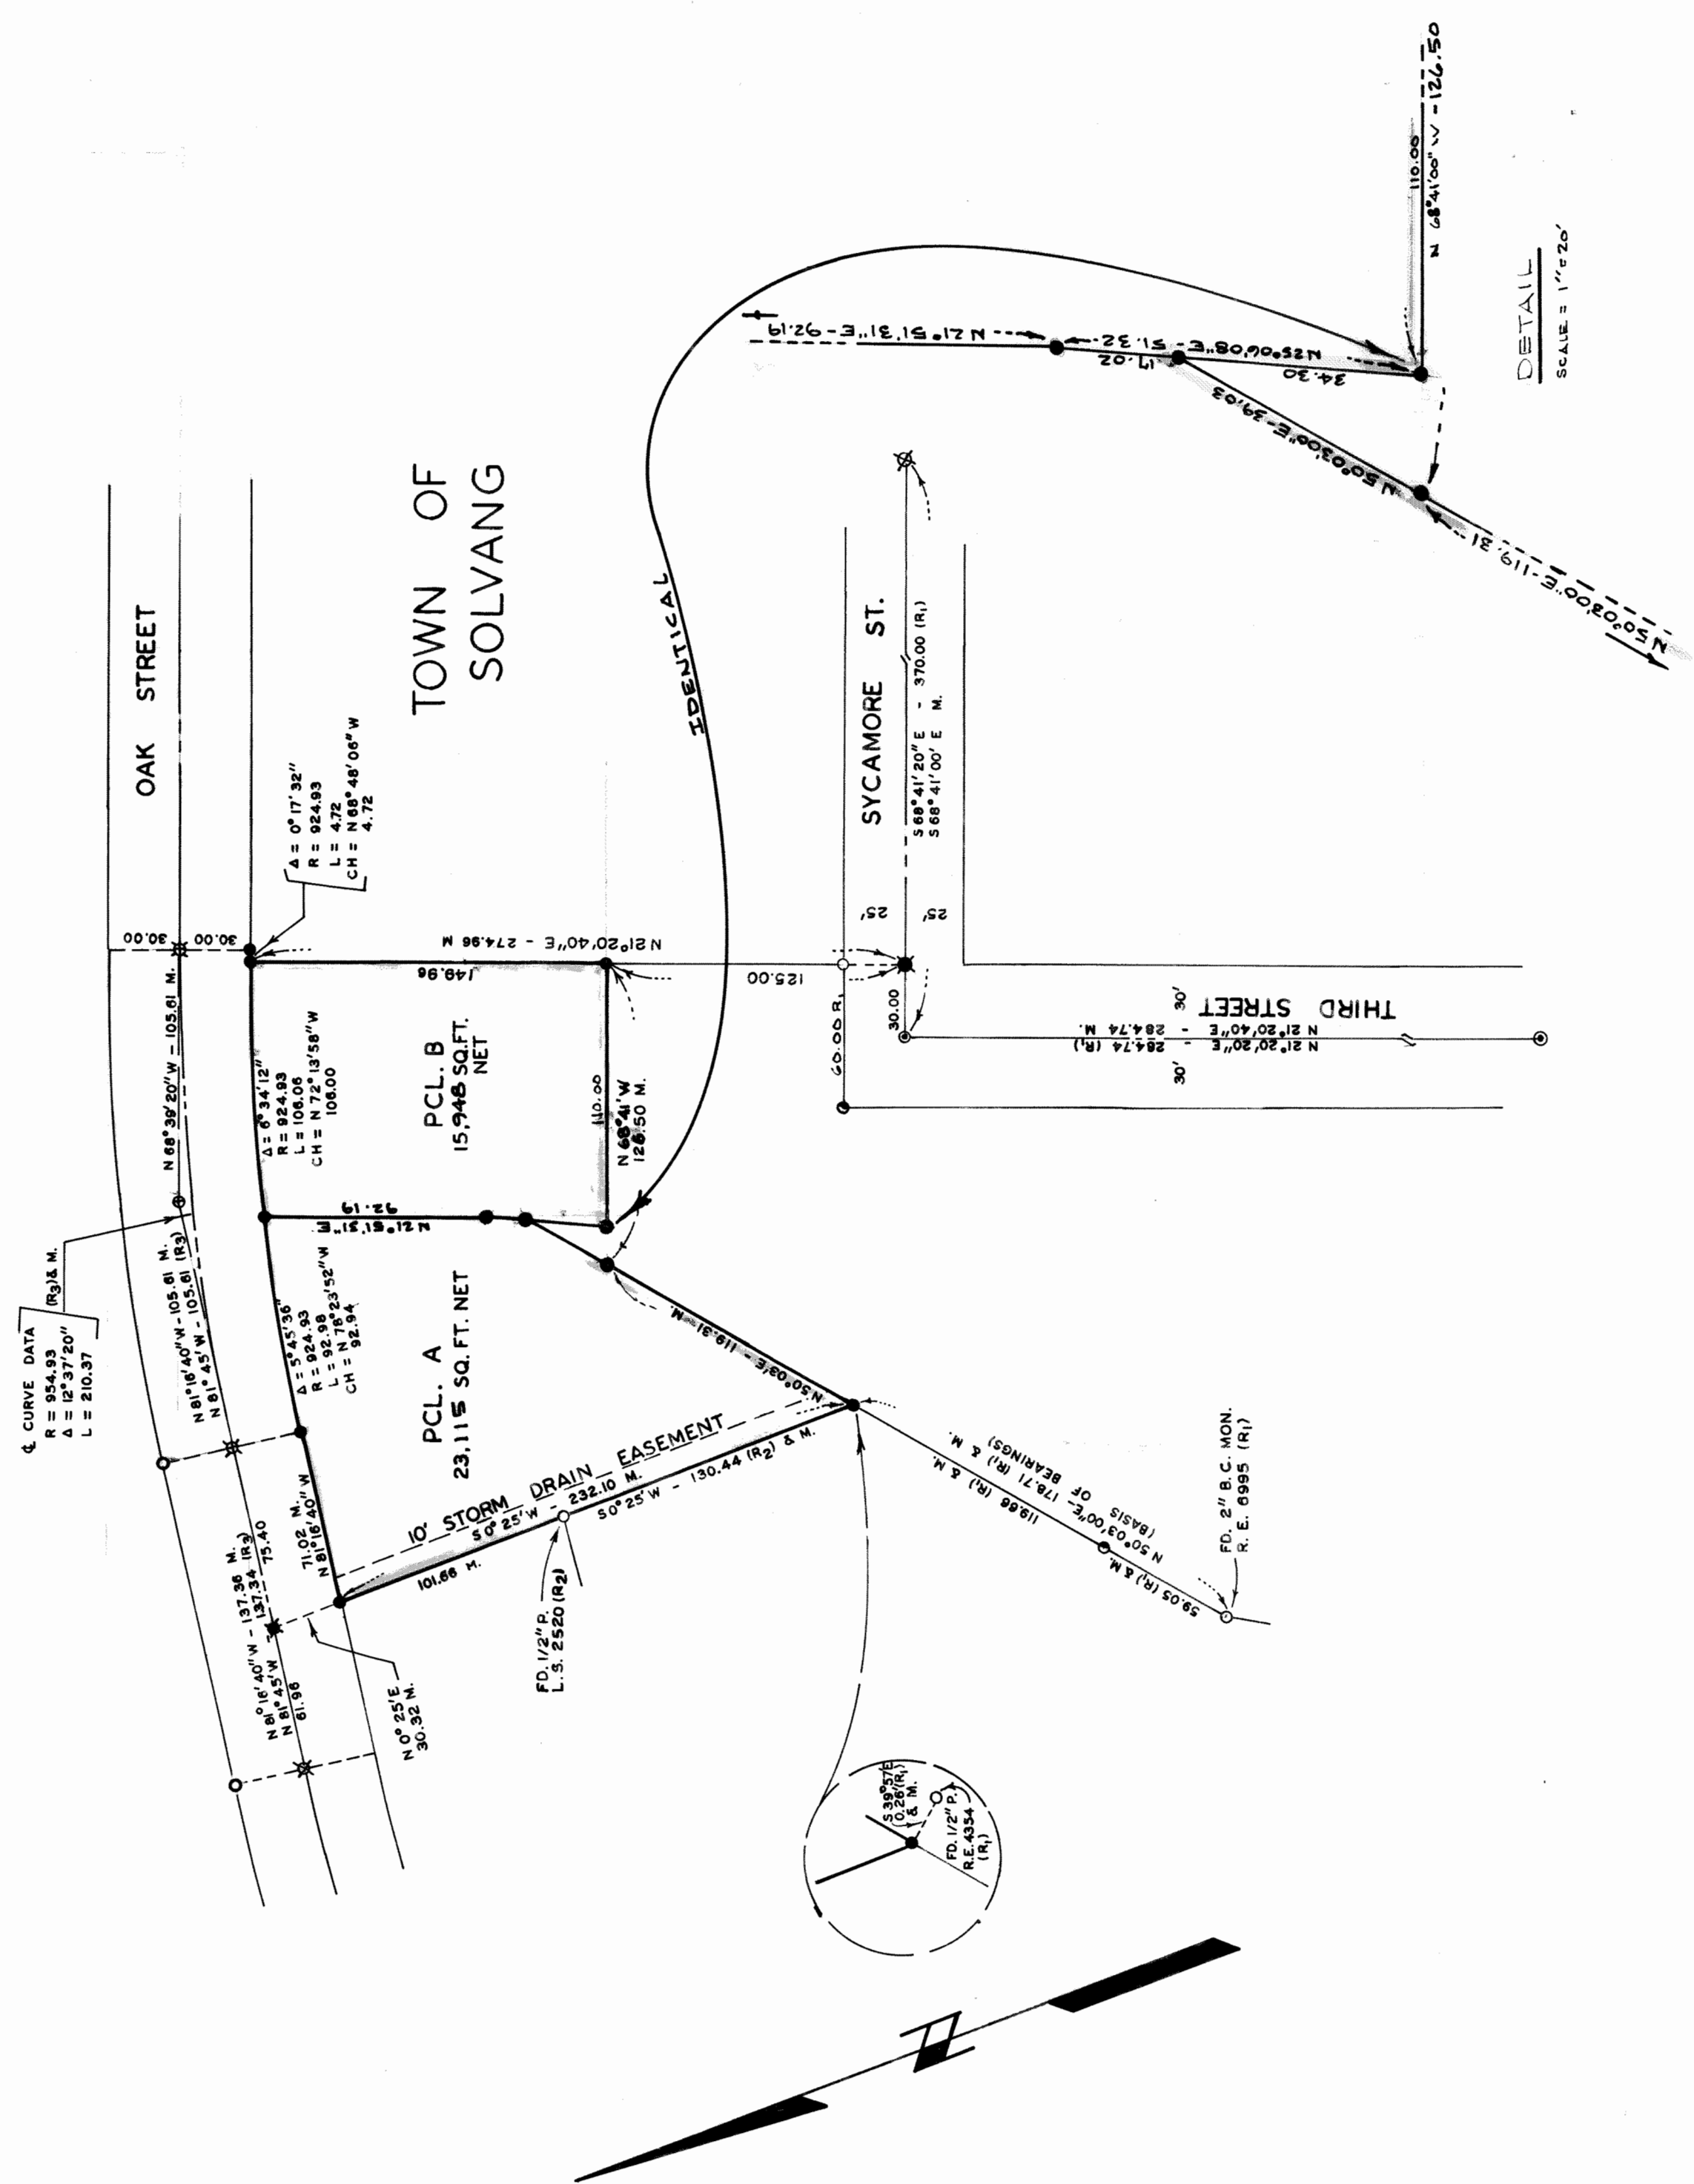 OAK STREET
TOWN OF
SOLVANG
Δ = 0°17'32"
R = 924.93
L = 4.72
CH = N 68°48'06" W
4.72
30.00
30.00
N 68°39'20" W - 105.61 M.
℄ CURVE DATA
R = 954.93
Δ = 12°37'20"
L = 210.37
(R3) & M.
N 81°16'40" W - 105.61 M.
N 81°45' W - 105.61 (R3)
Δ = 6°34'12"
R = 924.93
L = 106.06
CH = N 72°13'58" W
106.00
Δ = 5°45'36"
R = 924.93
L = 92.98
CH = N 78°23'52" W
92.94
N 81°16'40" W - 137.36 M.
N 81°45' W - 137.34 (R3)
61.96
75.40
71.02 M.
N 81°16'40" W
N 0°25' E
30.32 M.
PCL. A
23,115 SQ. FT. NET
PCL. B
15,948 SQ. FT.
NET
N 21°51'31" E
92.19
N 21°20'40" E - 274.96 M
149.96
125.00
110.00
N 68°41' W
126.50 M.
10' STORM DRAIN EASEMENT
S 0°25' W - 232.10 M.
101.66 M.
S 0°25' W - 130.44 (R2) & M.
FD. 1/2" P.
L.S. 2520 (R2)
N 50°03' E - 119.31 M.
119.66 (R1) & M.
N 50°03'00" E - 178.71 (R1) & M.
(BASIS OF BEARINGS)
59.05 (R1) & M.
FD. 2" B.C. MON.
R.E. 6995 (R1)
S 39°57' E
0.26' (R1)
& M.
FD. 1/2" P.
R.E. 4354
(R1)
IDENTICAL
SYCAMORE ST.
S 68°41'20" E - 370.00 (R1)
S 68°41'00' E M.
25'
25'
60.00 R1
30.00
THIRD STREET
30'
30'
N 21°20'40" E - 284.74 M.
N 21°20'20" E - 284.74 (R1)
N 21°51'31" E - 92.19
N 25°06'08" E - 51.32
17.02
34.30
N 50°03'00" E - 39.03
N 50°03'00" E - 119.31
110.00
N 68°41'00" W - 126.50
DETAIL
SCALE = 1" = 20'
N